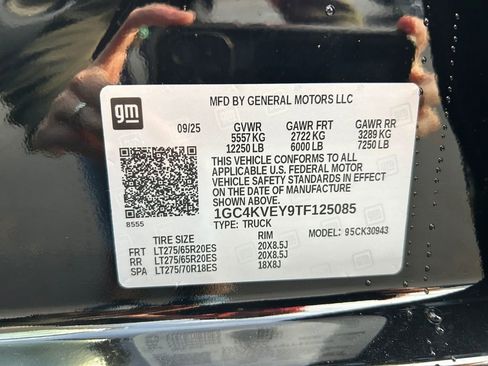 gm
MFD BY GENERAL MOTORS LLC
09/25 GVWR GAWR FRT GAWR RR
5557 KG 2722 KG 3289 KG
12250 LB 6000 LB 7250 LB
THIS VEHICLE CONFORMS TO ALL
APPLICABLE U.S. FEDERAL MOTOR
VEHICLE SAFETY STANDARDS IN EFFECT
ON THE DATE OF MANUFACTURE
SHOWN ABOVE.
1GC4KVEY9TF125085
8555 TYPE: TRUCK
TIRE SIZE RIM MODEL: 95CK30943
FRT LT275/65R20ES 20X8.5J
RR LT275/65R20ES 20X8.5J
SPA LT275/70R18ES 18X8J